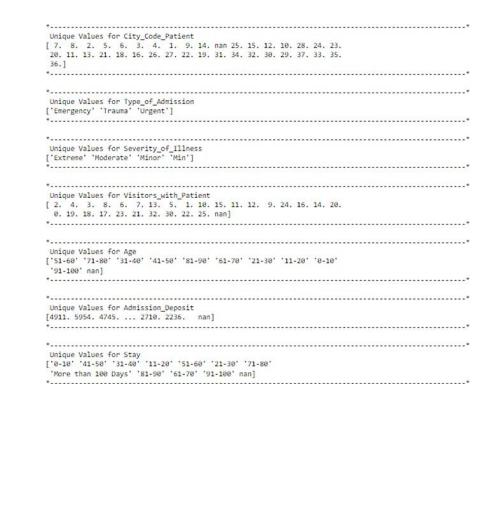 *----------------------------------------------------------------------------------------------------*
Unique Values for City_Code_Patient
[ 7. 8. 2. 5. 6. 3. 4. 1. 9. 14. nan 25. 15. 12. 10. 28. 24. 23.
20. 11. 13. 21. 18. 16. 26. 27. 22. 19. 31. 34. 32. 30. 29. 37. 33. 35.
36.]
*----------------------------------------------------------------------------------------------------*
*----------------------------------------------------------------------------------------------------*
Unique Values for Type_of_Admission
['Emergency' 'Trauma' 'Urgent']
*----------------------------------------------------------------------------------------------------*
*----------------------------------------------------------------------------------------------------*
Unique Values for Severity_of_Illness
['Extreme' 'Moderate' 'Minor' 'Min']
*----------------------------------------------------------------------------------------------------*
*----------------------------------------------------------------------------------------------------*
Unique Values for Visitors_with_Patient
[ 2. 4. 3. 8. 6. 7. 13. 5. 1. 10. 15. 11. 12. 9. 24. 16. 14. 20.
0. 19. 18. 17. 23. 21. 32. 30. 22. 25. nan]
*----------------------------------------------------------------------------------------------------*
*----------------------------------------------------------------------------------------------------*
Unique Values for Age
['51-60' '71-80' '31-40' '41-50' '81-90' '61-70' '21-30' '11-20' '0-10'
'91-100' nan]
*----------------------------------------------------------------------------------------------------*
*----------------------------------------------------------------------------------------------------*
Unique Values for Admission_Deposit
[4911. 5954. 4745. ... 2710. 2236. nan]
*----------------------------------------------------------------------------------------------------*
*----------------------------------------------------------------------------------------------------*
Unique Values for Stay
['0-10' '41-50' '31-40' '11-20' '51-60' '21-30' '71-80'
'More than 100 Days' '81-90' '61-70' '91-100' nan]
*----------------------------------------------------------------------------------------------------*